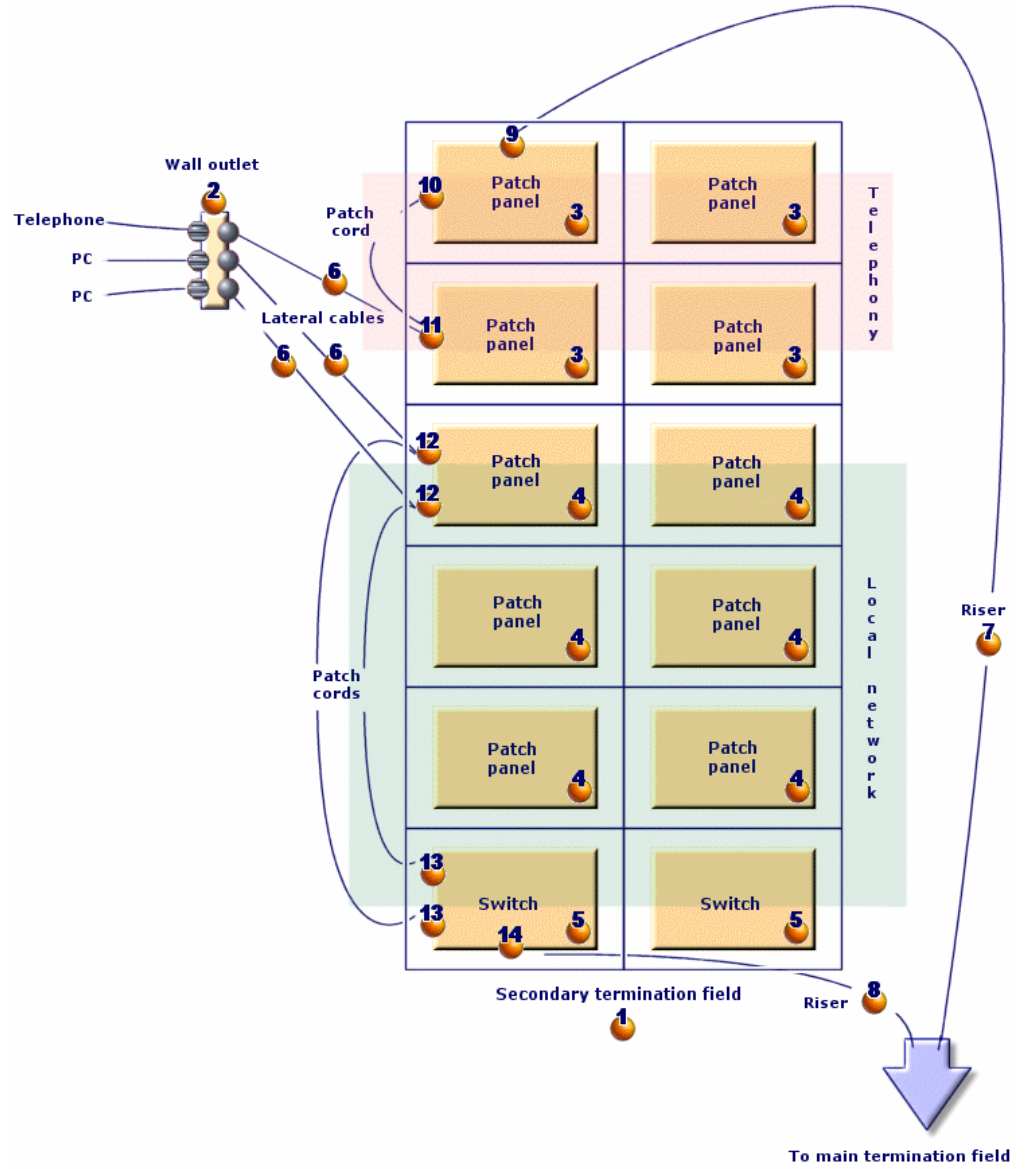 9
Wall outlet
2
10
Patch
panel
Patch
panel
Telephony
Telephone
Patch
cord
3
3
PC
6
PC
Lateral cables
11
Patch
panel
Patch
panel
6
6
3
3
12
Patch
panel
Patch
panel
12
4
4
Local network
Patch
panel
Patch
panel
Riser
7
4
4
Patch
cords
Patch
panel
Patch
panel
4
4
13
Switch
Switch
13
14
5
5
Secondary termination field
1
Riser
8
To main termination field